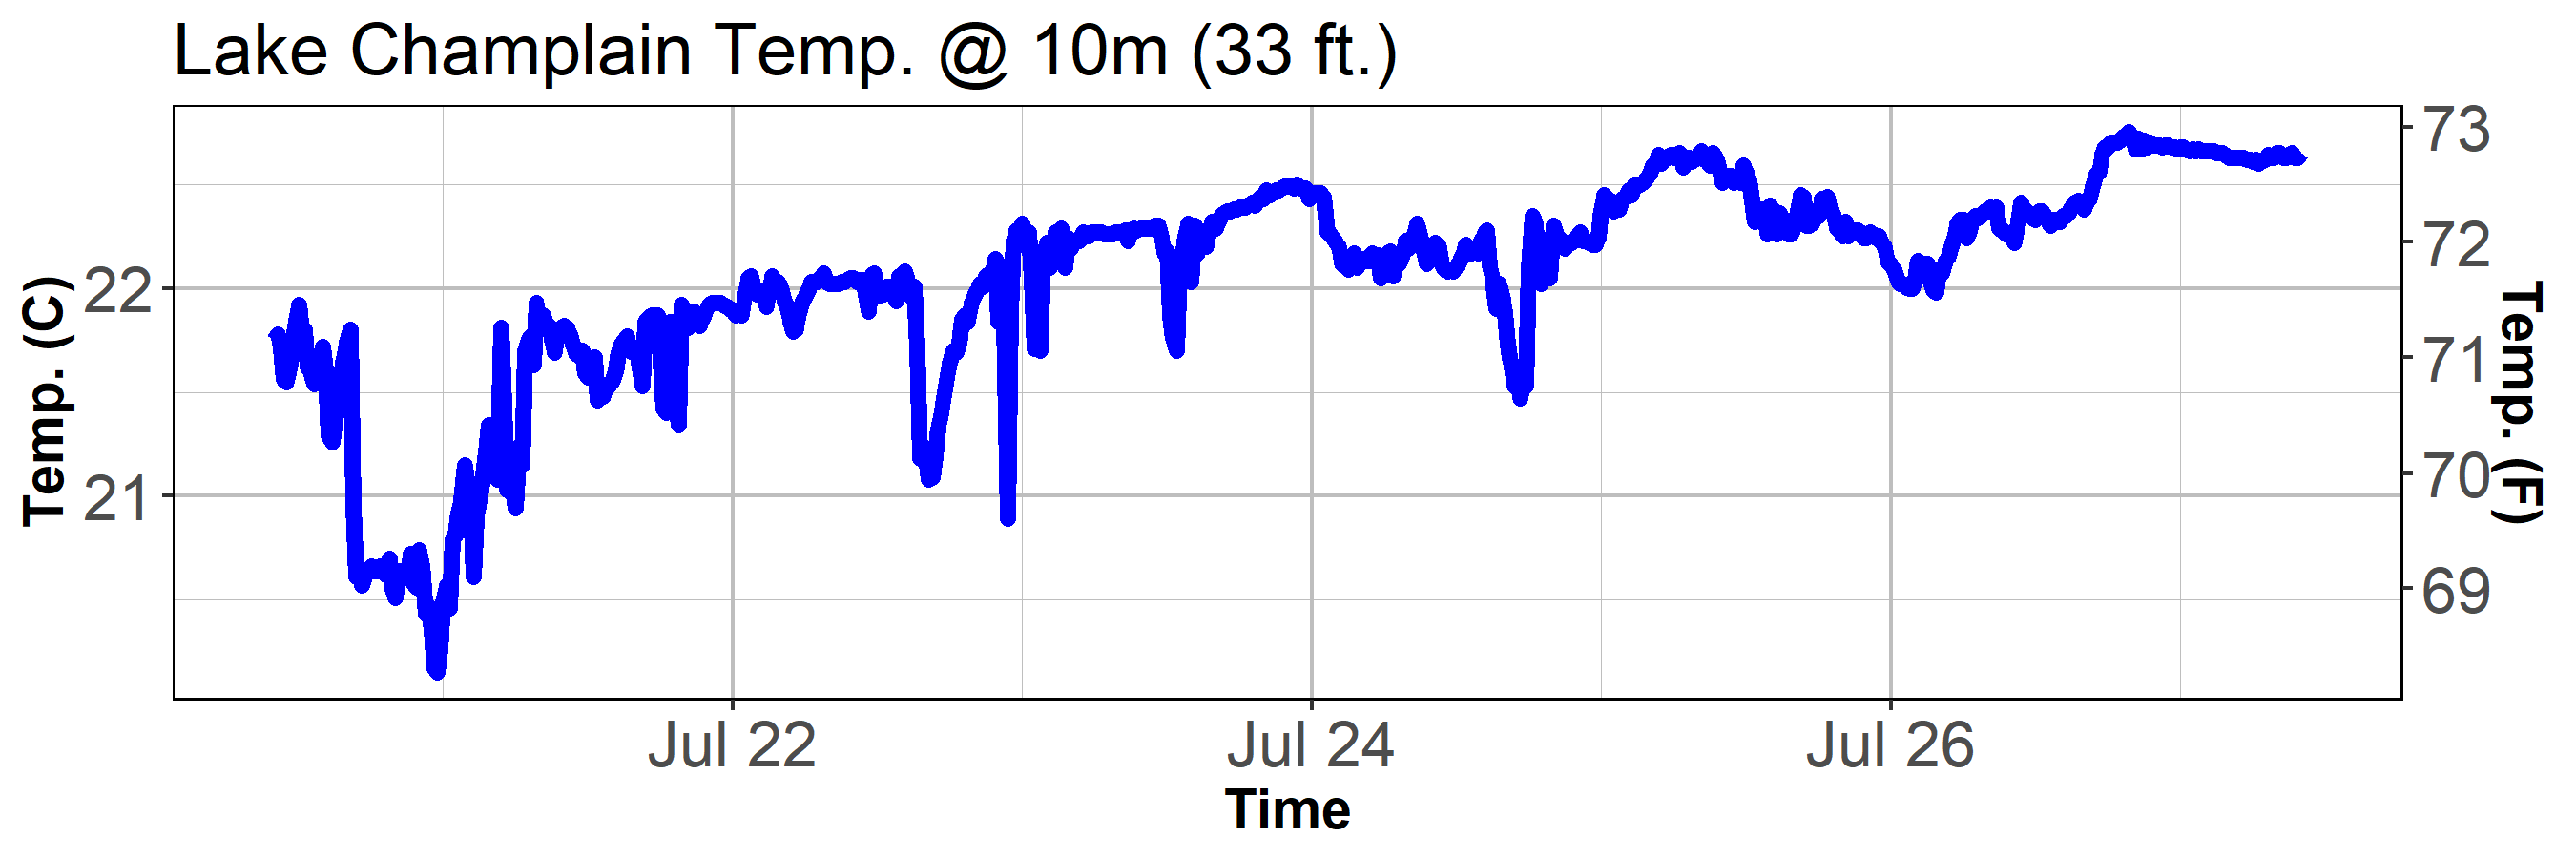 Lake Champlain Temp. @ 10m (33 ft.)
Temp. (C)
22
21
73
72
71
70
69
Temp. (F)
Jul 22
Jul 24
Jul 26
Time